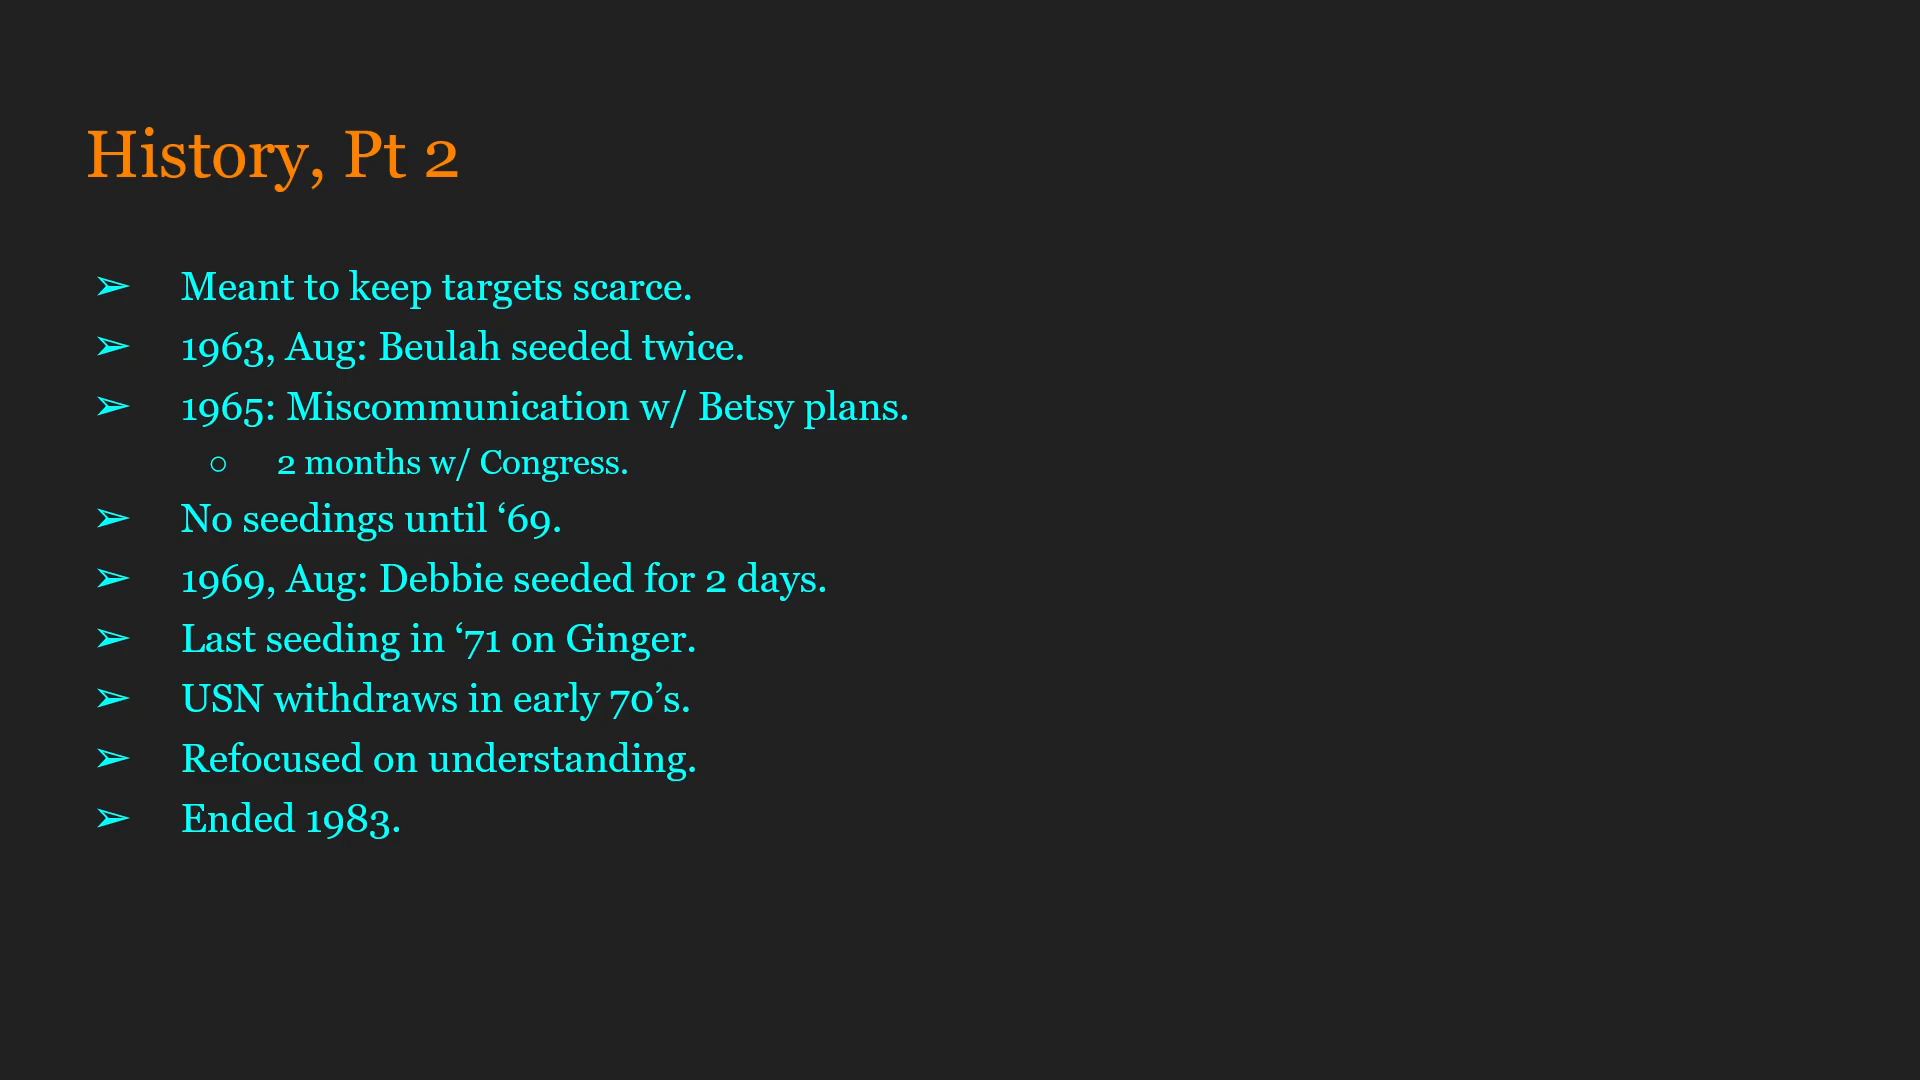 History, Pt 2
➢ Meant to keep targets scarce.
➢ 1963, Aug: Beulah seeded twice.
➢ 1965: Miscommunication w/ Betsy plans.
○ 2 months w/ Congress.
➢ No seedings until ‘69.
➢ 1969, Aug: Debbie seeded for 2 days.
➢ Last seeding in ‘71 on Ginger.
➢ USN withdraws in early 70’s.
➢ Refocused on understanding.
➢ Ended 1983.